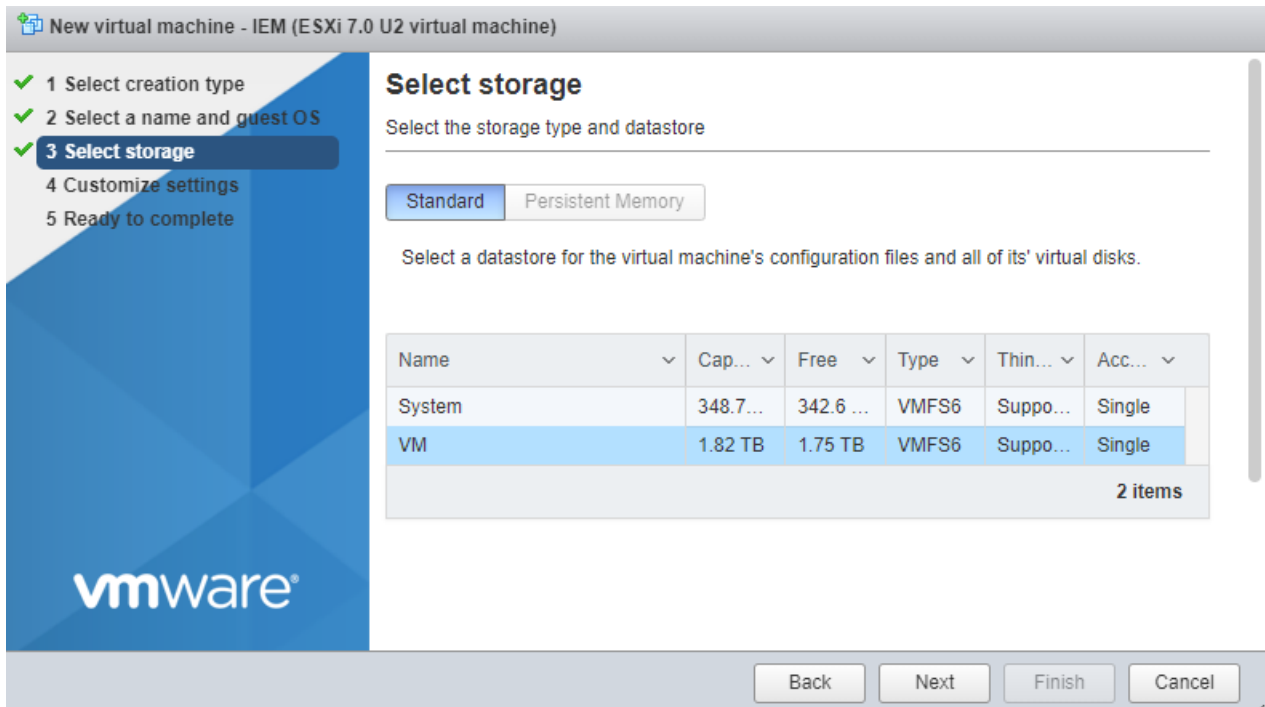 New virtual machine - IEM (ESXi 7.0 U2 virtual machine)
1 Select creation type
2 Select a name and guest OS
3 Select storage
4 Customize settings
5 Ready to complete
vmware®
Select storage
Select the storage type and datastore
Standard Persistent Memory
Select a datastore for the virtual machine's configuration files and all of its' virtual disks.
Name Cap... Free Type Thin... Acc...
System 348.7... 342.6 ... VMFS6 Suppo... Single
VM 1.82 TB 1.75 TB VMFS6 Suppo... Single
2 items
Back Next Finish Cancel